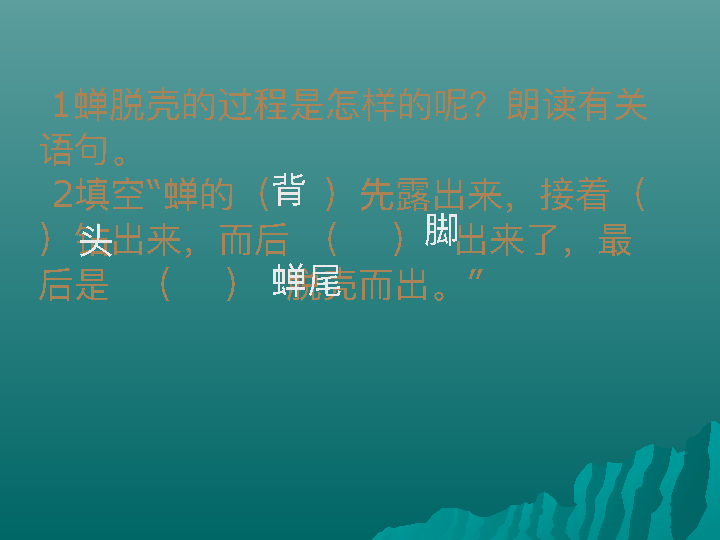 1蝉脱壳的过程是怎样的呢？朗读有关
语句。
2填空“蝉的（背）先露出来，接着（
）头钻出来，而后（ ）脚出来了，最
后是（ ）蝉尾脱壳而出。”